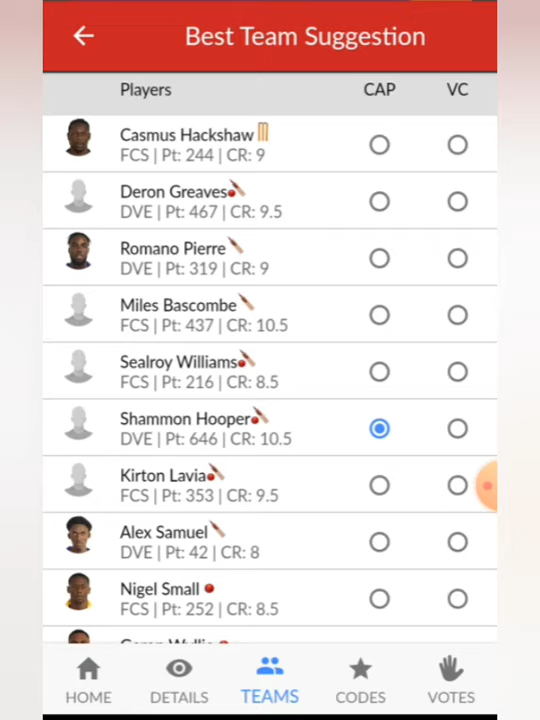 Best Team Suggestion
Players CAP VC
Casmus Hackshaw
FCS | Pt: 244 | CR: 9
Deron Greaves
DVE | Pt: 467 | CR: 9.5
Romano Pierre
DVE | Pt: 319 | CR: 9
Miles Bascombe
FCS | Pt: 437 | CR: 10.5
Sealroy Williams
FCS | Pt: 216 | CR: 8.5
Shammon Hooper
DVE | Pt: 646 | CR: 10.5
Kirton Lavia
FCS | Pt: 353 | CR: 9.5
Alex Samuel
DVE | Pt: 42 | CR: 8
Nigel Small
FCS | Pt: 252 | CR: 8.5
HOME DETAILS TEAMS CODES VOTES